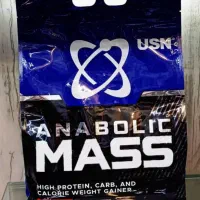 USN
ANABOLIC
MASS
HIGH PROTEIN, CARB, AND
CALORIE WEIGHT GAINER